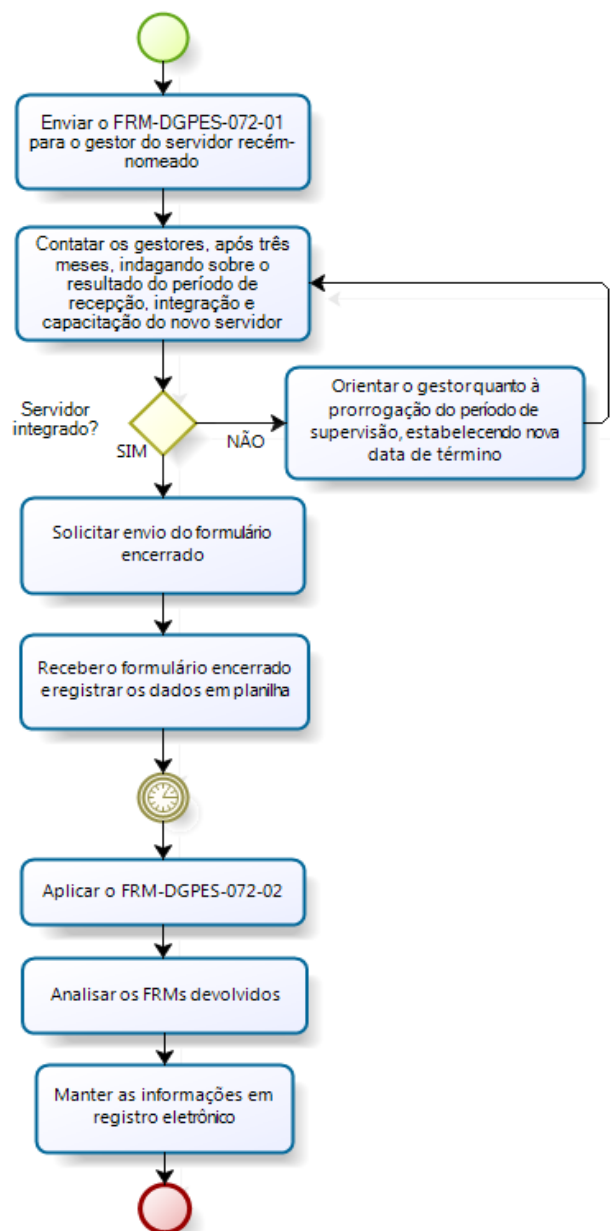 Enviar o FRM-DGPES-072-01
para o gestor do servidor recém-
nomeado
Contatar os gestores, após três
meses, indagando sobre o
resultado do período de
recepção, integração e
capacitação do novo servidor
Servidor
integrado?
SIM
NÃO
Orientar o gestor quanto à
prorrogação do período de
supervisão, estabelecendo nova
data de término
Solicitar envio do formulário
encerrado
Receber o formulário encerrado
e registrar os dados em planilha
Aplicar o FRM-DGPES-072-02
Analisar os FRMs devolvidos
Manter as informações em
registro eletrônico